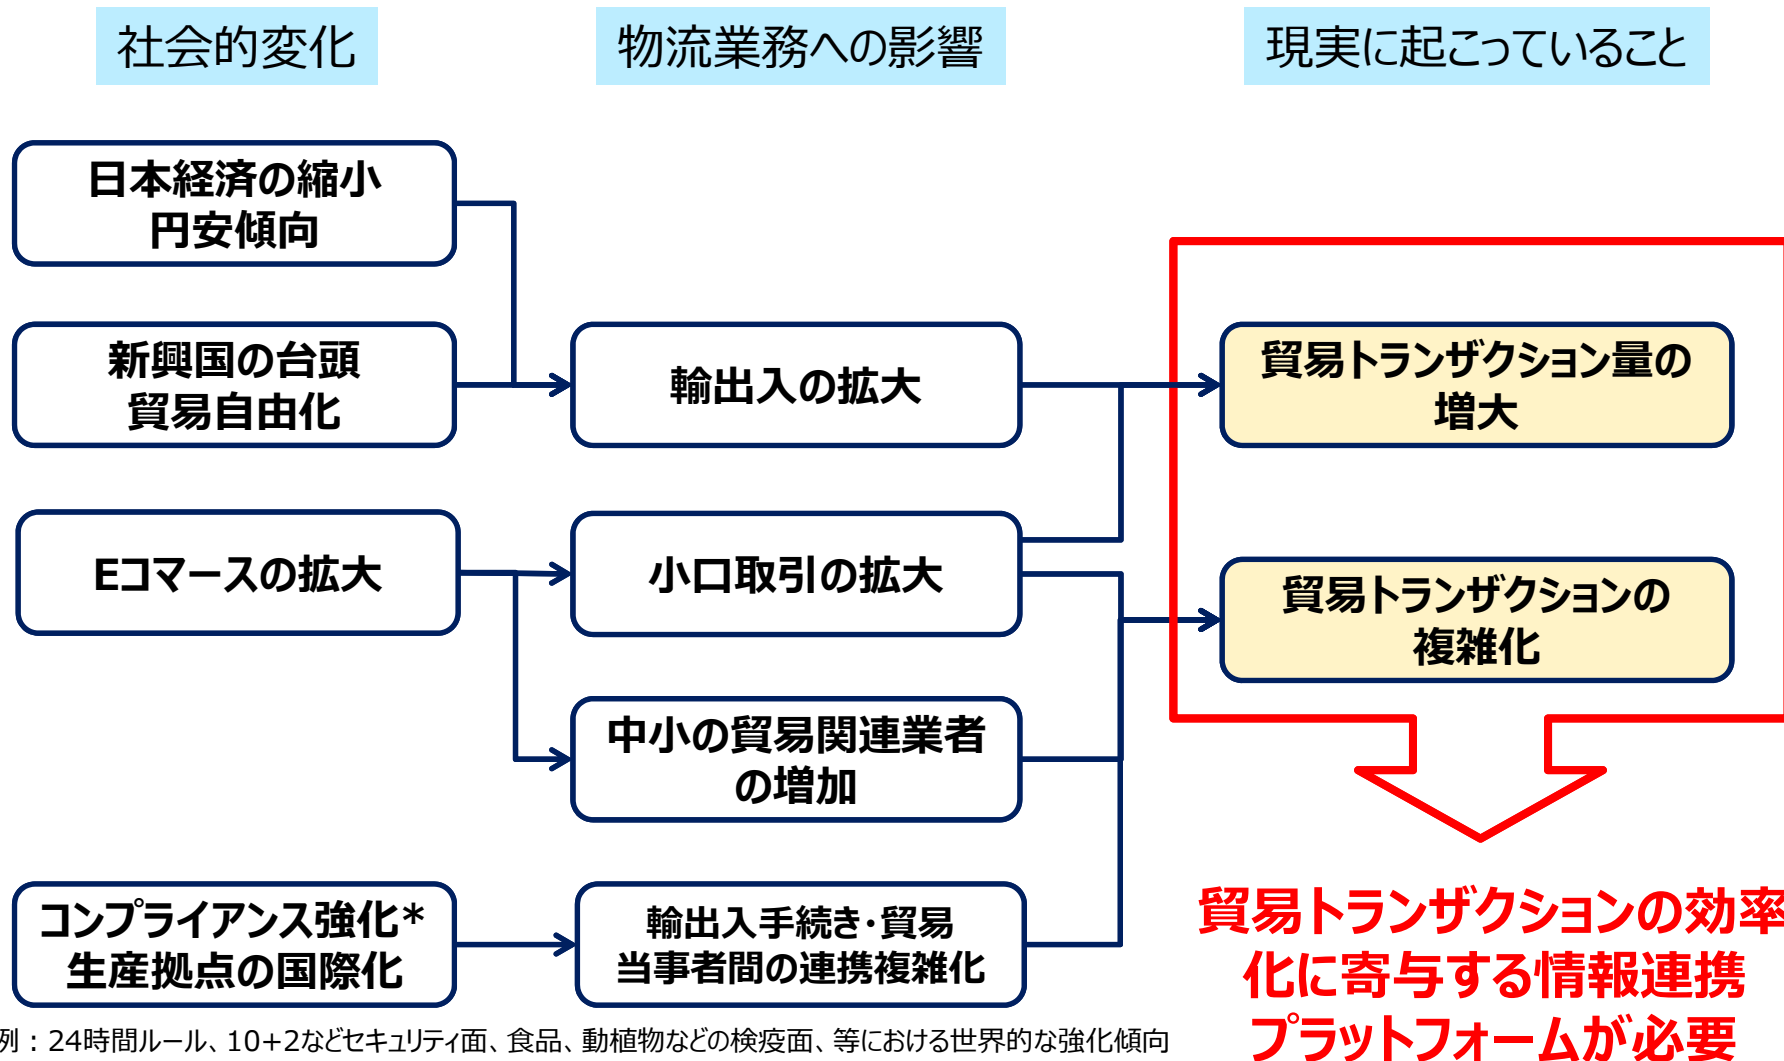 社会的変化
物流業務への影響
現実に起こっていること
日本経済の縮小
円安傾向
新興国の台頭
貿易自由化
輸出入の拡大
貿易トランザクション量の
増大
Eコマースの拡大
小口取引の拡大
貿易トランザクションの
複雑化
中小の貿易関連業者
の増加
コンプライアンス強化*
生産拠点の国際化
輸出入手続き・貿易
当事者間の連携複雑化
貿易トランザクションの効率
化に寄与する情報連携
プラットフォームが必要
例：24時間ルール、10+2などセキュリティ面、食品、動植物などの検疫面、等における世界的な強化傾向